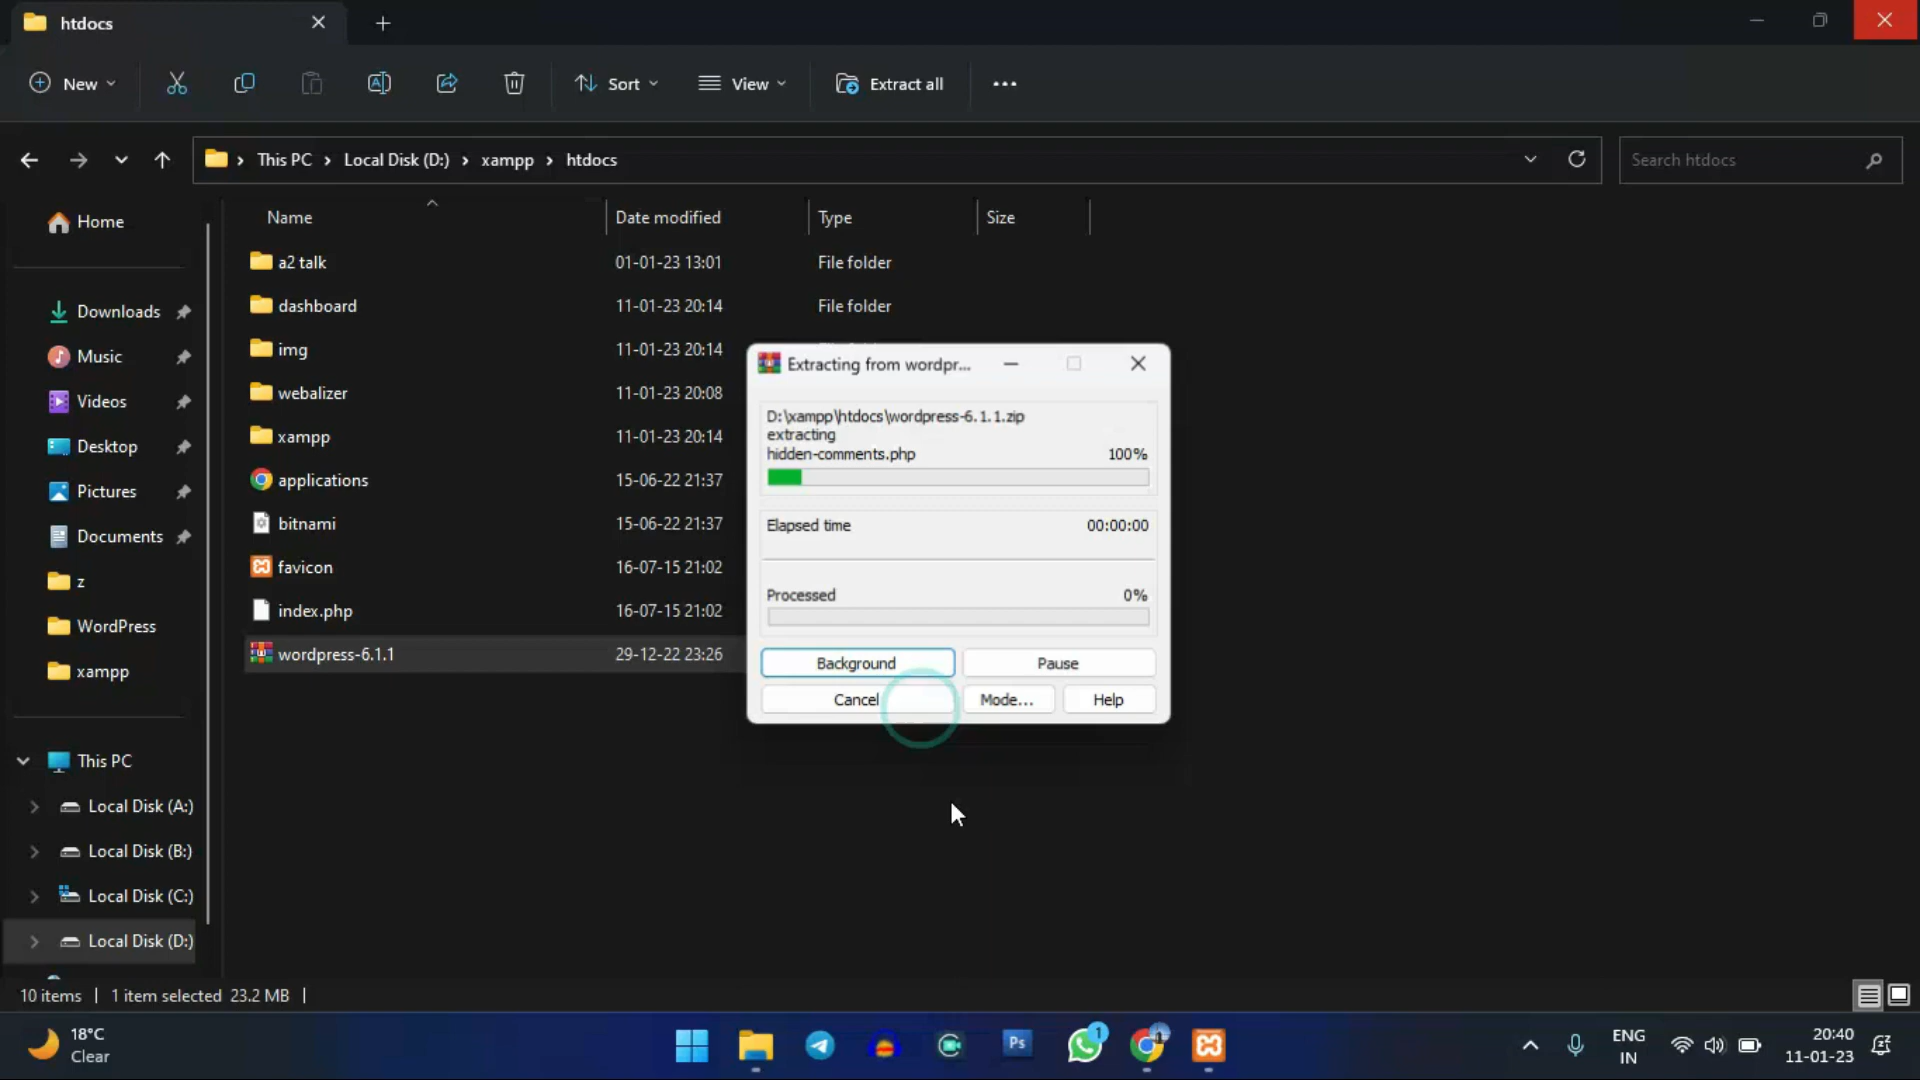 htdocs
New
Sort
View
Extract all
This PC
Local Disk (D:)
xampp
htdocs
Search htdocs
Name
Date modified
Type
Size
Home
Downloads
Music
Videos
Desktop
Pictures
Documents
z
WordPress
xampp
This PC
Local Disk (A:)
Local Disk (B:)
Local Disk (C:)
Local Disk (D:)
a2 talk 01-01-23 13:01 File folder
dashboard 11-01-23 20:14 File folder
img 11-01-23 20:14
webalizer 11-01-23 20:08
xampp 11-01-23 20:14
applications 15-06-22 21:37
bitnami 15-06-22 21:37
favicon 16-07-15 21:02
index.php 16-07-15 21:02
wordpress-6.1.1 29-12-22 23:26
Extracting from wordpr...
D:\xampp\htdocs\wordpress-6.1.1.zip
extracting
hidden-comments.php 100%
Elapsed time 00:00:00
Processed 0%
Background
Pause
Cancel
Mode...
Help
10 items
1 item selected 23.2 MB
18°C
Clear
Ps
1
ENG
IN
20:40
11-01-23